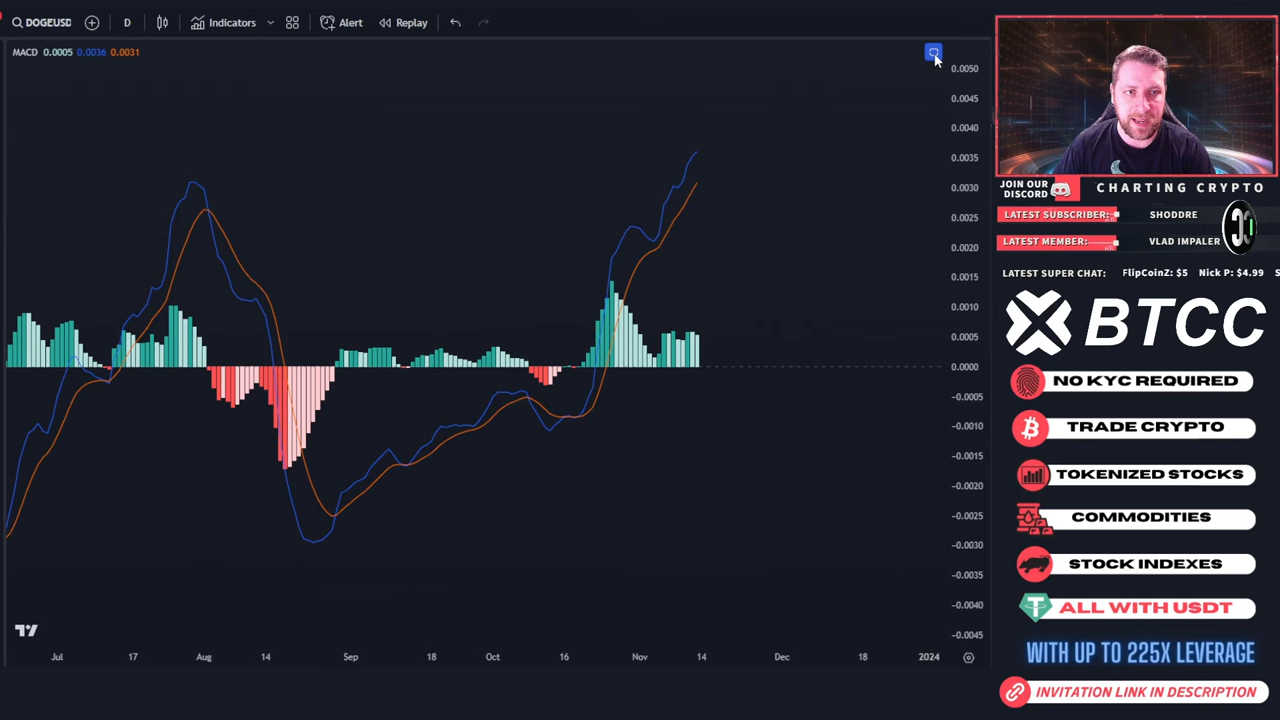 DOGEUSD D Indicators Alert Replay
MACD 0.0005 0.0036 0.0031
0.0050
0.0045
0.0040
0.0035
0.0030
0.0025
0.0020
0.0015
0.0010
0.0005
0.0000
−0.0005
−0.0010
−0.0015
−0.0020
−0.0025
−0.0030
−0.0035
−0.0040
−0.0045
Jul 17 Aug 14 Sep 18 Oct 16 Nov 14 Dec 18 2024
JOIN OUR
DISCORD
CHARTING CRYPTO
LATEST SUBSCRIBER: SHODDRE
LATEST MEMBER: VLAD IMPALER
LATEST SUPER CHAT: FlipCoinZ: $5 Nick P: $4.99 S
BTCC
NO KYC REQUIRED
TRADE CRYPTO
TOKENIZED STOCKS
COMMODITIES
STOCK INDEXES
ALL WITH USDT
WITH UP TO 225X LEVERAGE
INVITATION LINK IN DESCRIPTION